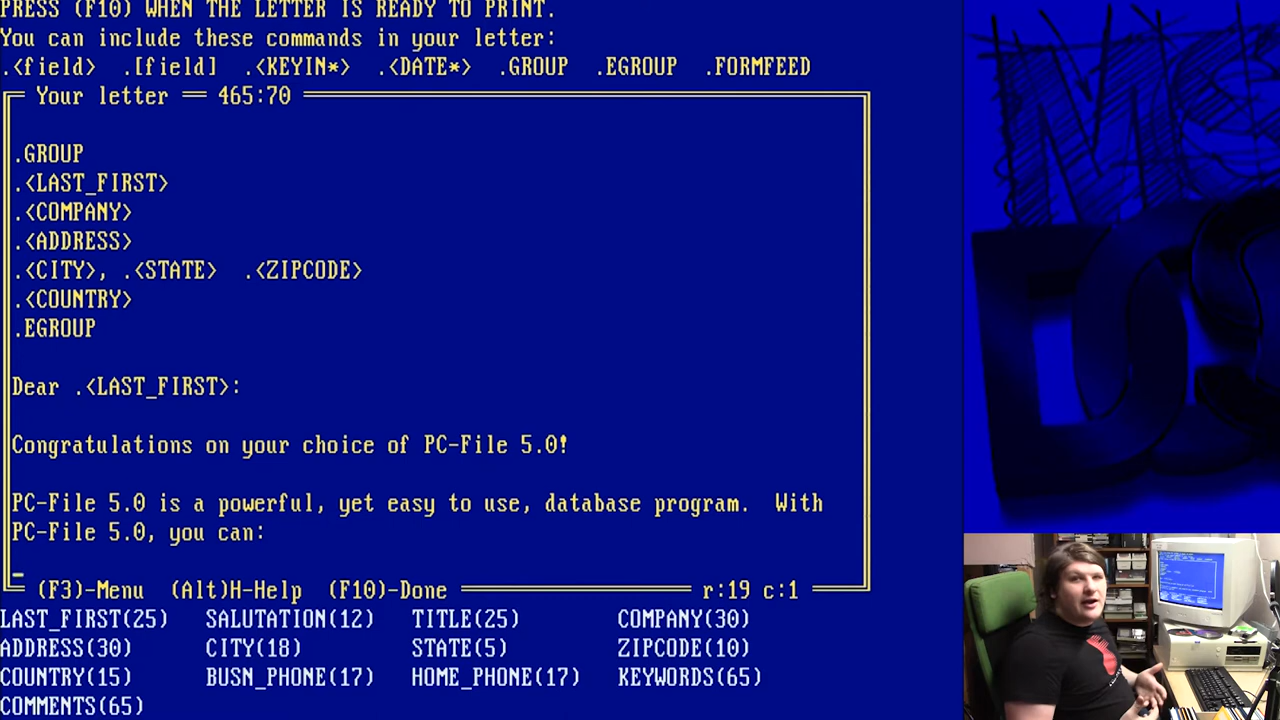 PRESS (F10) WHEN THE LETTER IS READY TO PRINT.
You can include these commands in your letter:
.<field> .[field] .<KEYIN*> .<DATE*> .GROUP .EGROUP .FORMFEED
Your letter 465:70
.GROUP
.<LAST_FIRST>
.<COMPANY>
.<ADDRESS>
.<CITY>, .<STATE> .<ZIPCODE>
.<COUNTRY>
.EGROUP
Dear .<LAST_FIRST>:
Congratulations on your choice of PC-File 5.0!
PC-File 5.0 is a powerful, yet easy to use, database program. With
PC-File 5.0, you can:
(F3)-Menu (Alt)H-Help (F10)-Done r:19 c:1
LAST_FIRST(25) SALUTATION(12) TITLE(25) COMPANY(30)
ADDRESS(30) CITY(18) STATE(5) ZIPCODE(10)
COUNTRY(15) BUSN_PHONE(17) HOME_PHONE(17) KEYWORDS(65)
COMMENTS(65)
MS
DOS